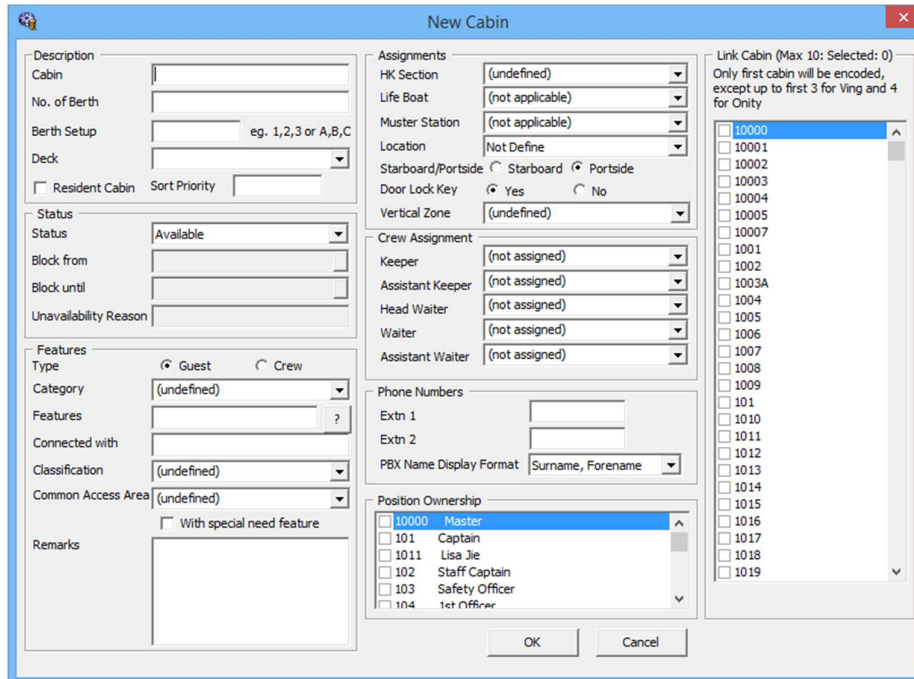 New Cabin
Description
Cabin
No. of Berth
Berth Setup eg. 1,2,3 or A,B,C
Deck
Resident Cabin Sort Priority
Status
Status Available
Block from
Block until
Unavailability Reason
Features
Type Guest Crew
Category (undefined)
Features ?
Connected with
Classification (undefined)
Common Access Area (undefined)
With special need feature
Remarks
Assignments
HK Section (undefined)
Life Boat (not applicable)
Muster Station (not applicable)
Location Not Define
Starboard/Portside Starboard Portside
Door Lock Key Yes No
Vertical Zone (undefined)
Crew Assignment
Keeper (not assigned)
Assistant Keeper (not assigned)
Head Waiter (not assigned)
Waiter (not assigned)
Assistant Waiter (not assigned)
Phone Numbers
Extn 1
Extn 2
PBX Name Display Format Surname, Forename
Position Ownership
10000 Master
101 Captain
1011 Lisa Jie
102 Staff Captain
103 Safety Officer
104 1st Officer
OK Cancel
Link Cabin (Max 10: Selected: 0)
Only first cabin will be encoded,
except up to first 3 for Ving and 4
for Onity
10000
10001
10002
10003
10004
10005
10007
1001
1002
1003A
1004
1005
1006
1007
1008
1009
101
1010
1011
1012
1013
1014
1015
1016
1017
1018
1019